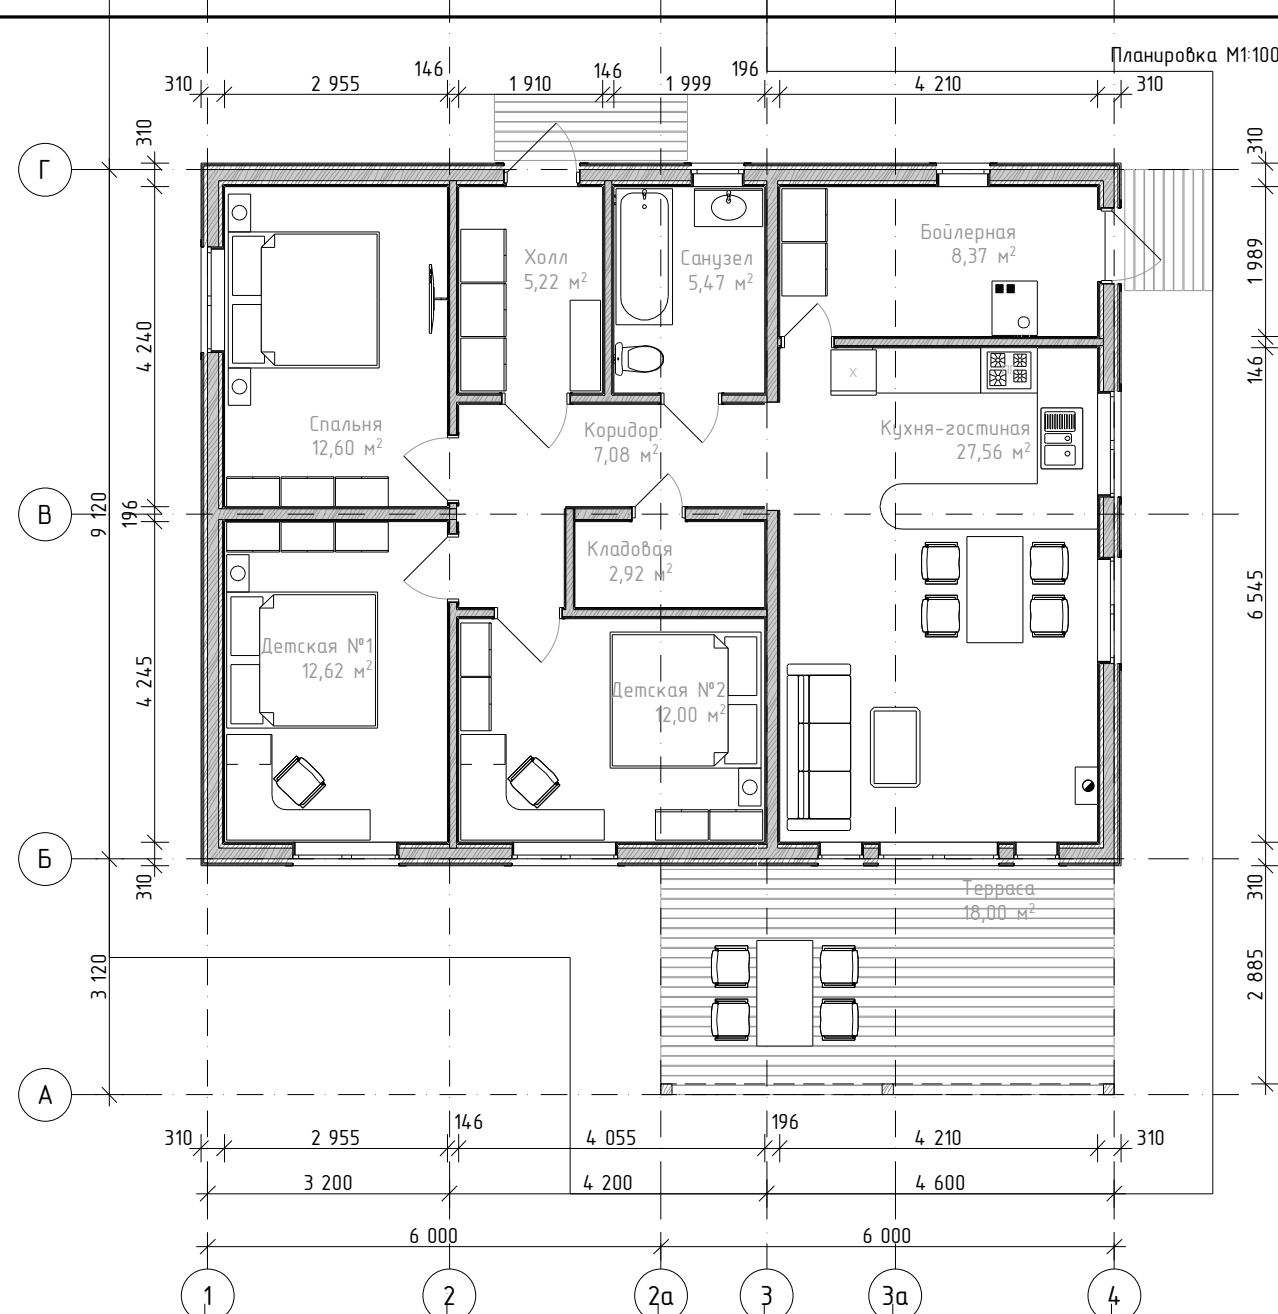 Планировка М1:100
310
2 955
146
1 910
146
1 999
196
4 210
310
310
310
Г
Холл
5,22 м²
Санузел
5,47 м²
Бойлерная
8,37 м²
1 989
4 240
146
x
Спальня
12,60 м²
Коридор
7,08 м²
Кухня-гостиная
27,56 м²
9 120
196
В
Кладовая
2,92 м²
6 545
Детская №1
12,62 м²
4 245
Детская №2
12,00 м²
Б
310
310
Терраса
18,00 м²
3 120
2 885
А
310
2 955
146
4 055
196
4 210
310
3 200
4 200
4 600
6 000
6 000
1
2
2а
3
3а
4